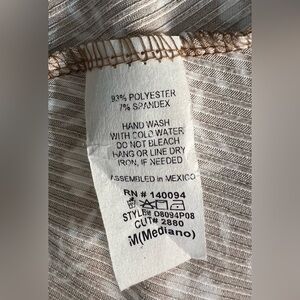 93% POLYESTER
7% SPANDEX
HAND WASH
WITH COLD WATER
DO NOT BLEACH
HANG OR LINE DRY
IRON, IF NEEDED
ASSEMBLED in MEXICO
RN # 140094
STYLE# D8094P08
CUT# 2880
M(Mediano)